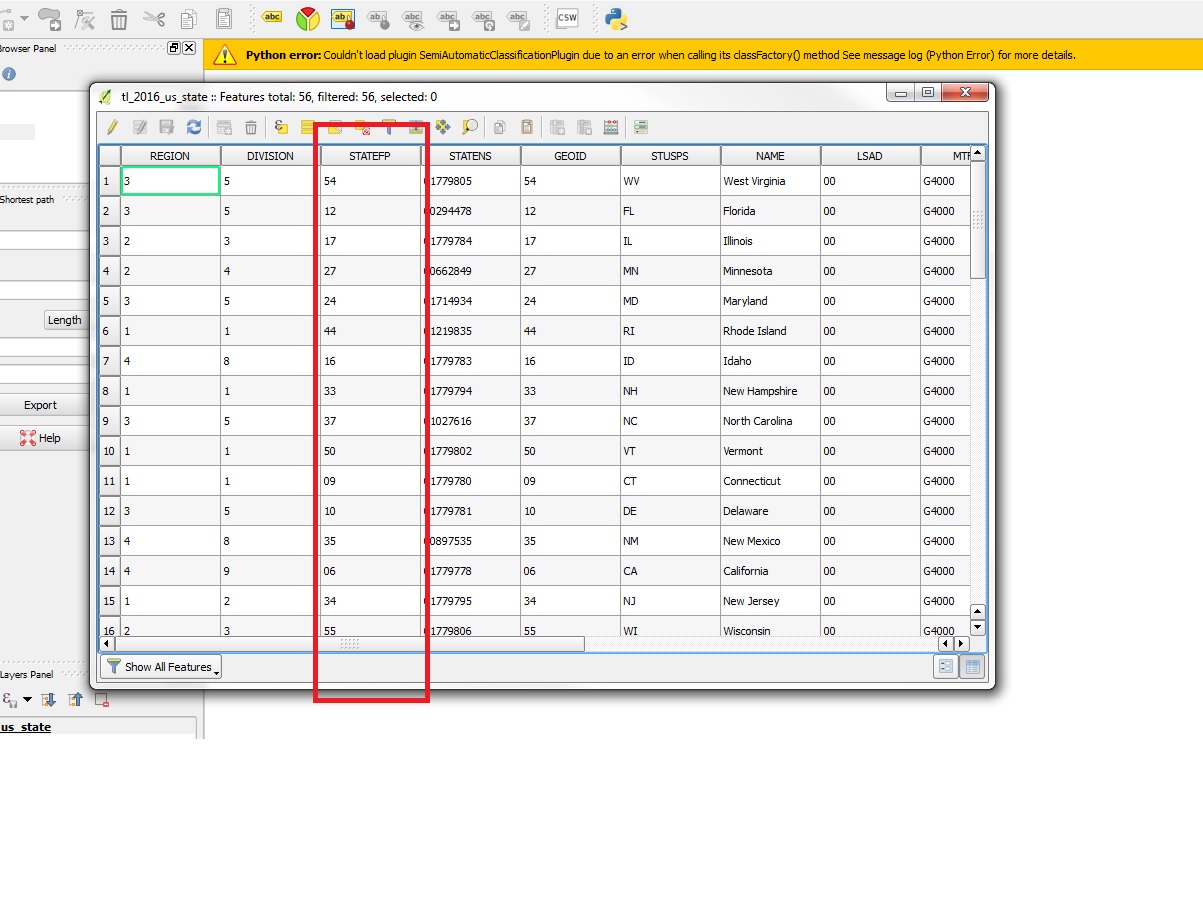 abc abc ab abc abc abc abc CSW
Browser Panel
Python error: Couldn't load plugin SemiAutomaticClassificationPlugin due to an error when calling its classFactory() method See message log (Python Error) for more details.
tl_2016_us_state :: Features total: 56, filtered: 56, selected: 0
REGION DIVISION STATEFP STATENS GEOID STUSPS NAME LSAD MTF
1 3 5 54 01779805 54 WV West Virginia 00 G4000
2 3 5 12 00294478 12 FL Florida 00 G4000
Shortest path
3 2 3 17 01779784 17 IL Illinois 00 G4000
4 2 4 27 00662849 27 MN Minnesota 00 G4000
5 3 5 24 01714934 24 MD Maryland 00 G4000
Length
6 1 1 44 01219835 44 RI Rhode Island 00 G4000
7 4 8 16 01779783 16 ID Idaho 00 G4000
8 1 1 33 01779794 33 NH New Hampshire 00 G4000
Export
9 3 5 37 01027616 37 NC North Carolina 00 G4000
Help
10 1 1 50 01779802 50 VT Vermont 00 G4000
11 1 1 09 01779780 09 CT Connecticut 00 G4000
12 3 5 10 01779781 10 DE Delaware 00 G4000
13 4 8 35 00897535 35 NM New Mexico 00 G4000
14 4 9 06 01779778 06 CA California 00 G4000
15 1 2 34 01779795 34 NJ New Jersey 00 G4000
16 2 3 55 01779806 55 WI Wisconsin 00 G4000
Show All Features
Layers Panel
us_state